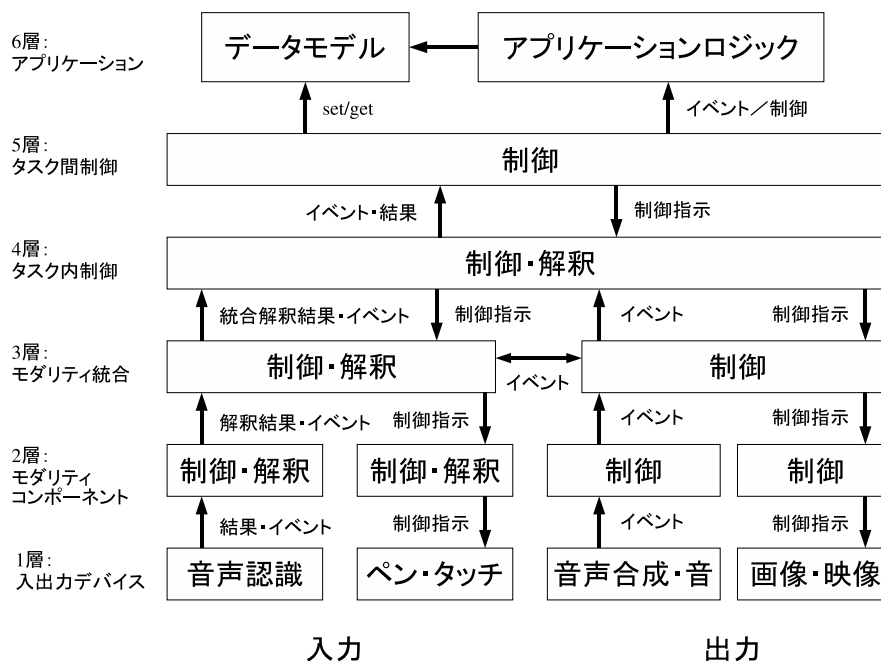 6層:
アプリケーション
データモデル
アプリケーションロジック
set/get
イベント／制御
5層:
タスク間制御
制御
イベント・結果
制御指示
4層:
タスク内制御
制御・解釈
統合解釈結果・イベント
制御指示
イベント
制御指示
3層:
モダリティ統合
制御・解釈
イベント
制御
解釈結果・イベント
制御指示
イベント
制御指示
2層:
モダリティ
コンポーネント
制御・解釈
制御・解釈
制御
制御
結果・イベント
制御指示
イベント
制御指示
1層:
入出力デバイス
音声認識
ペン・タッチ
音声合成・音
画像・映像
入力
出力